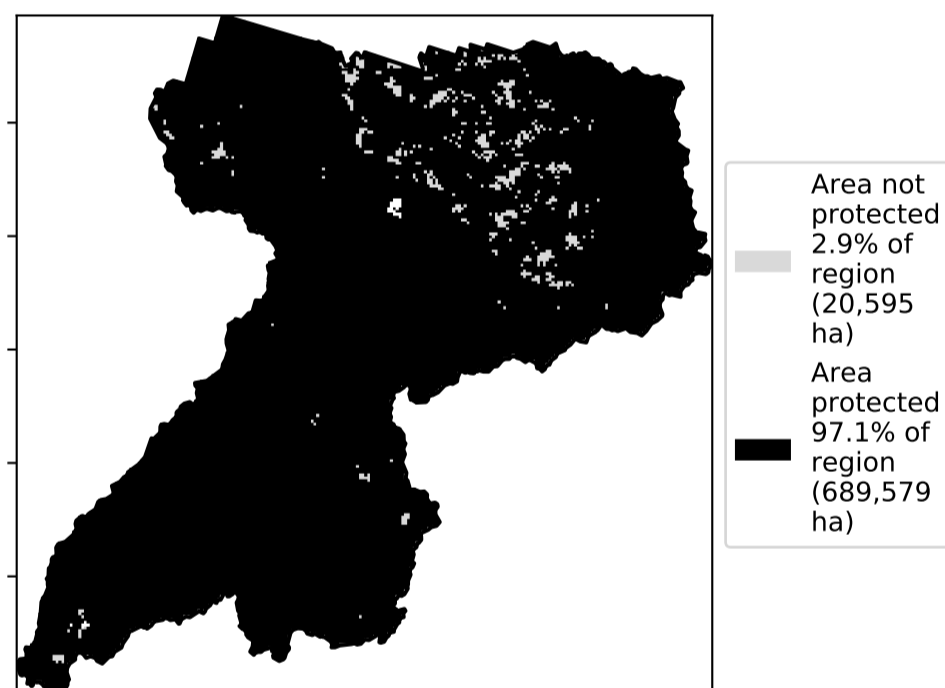 Area not
protected
2.9% of
region
(20,595
ha)
Area
protected
97.1% of
region
(689,579
ha)